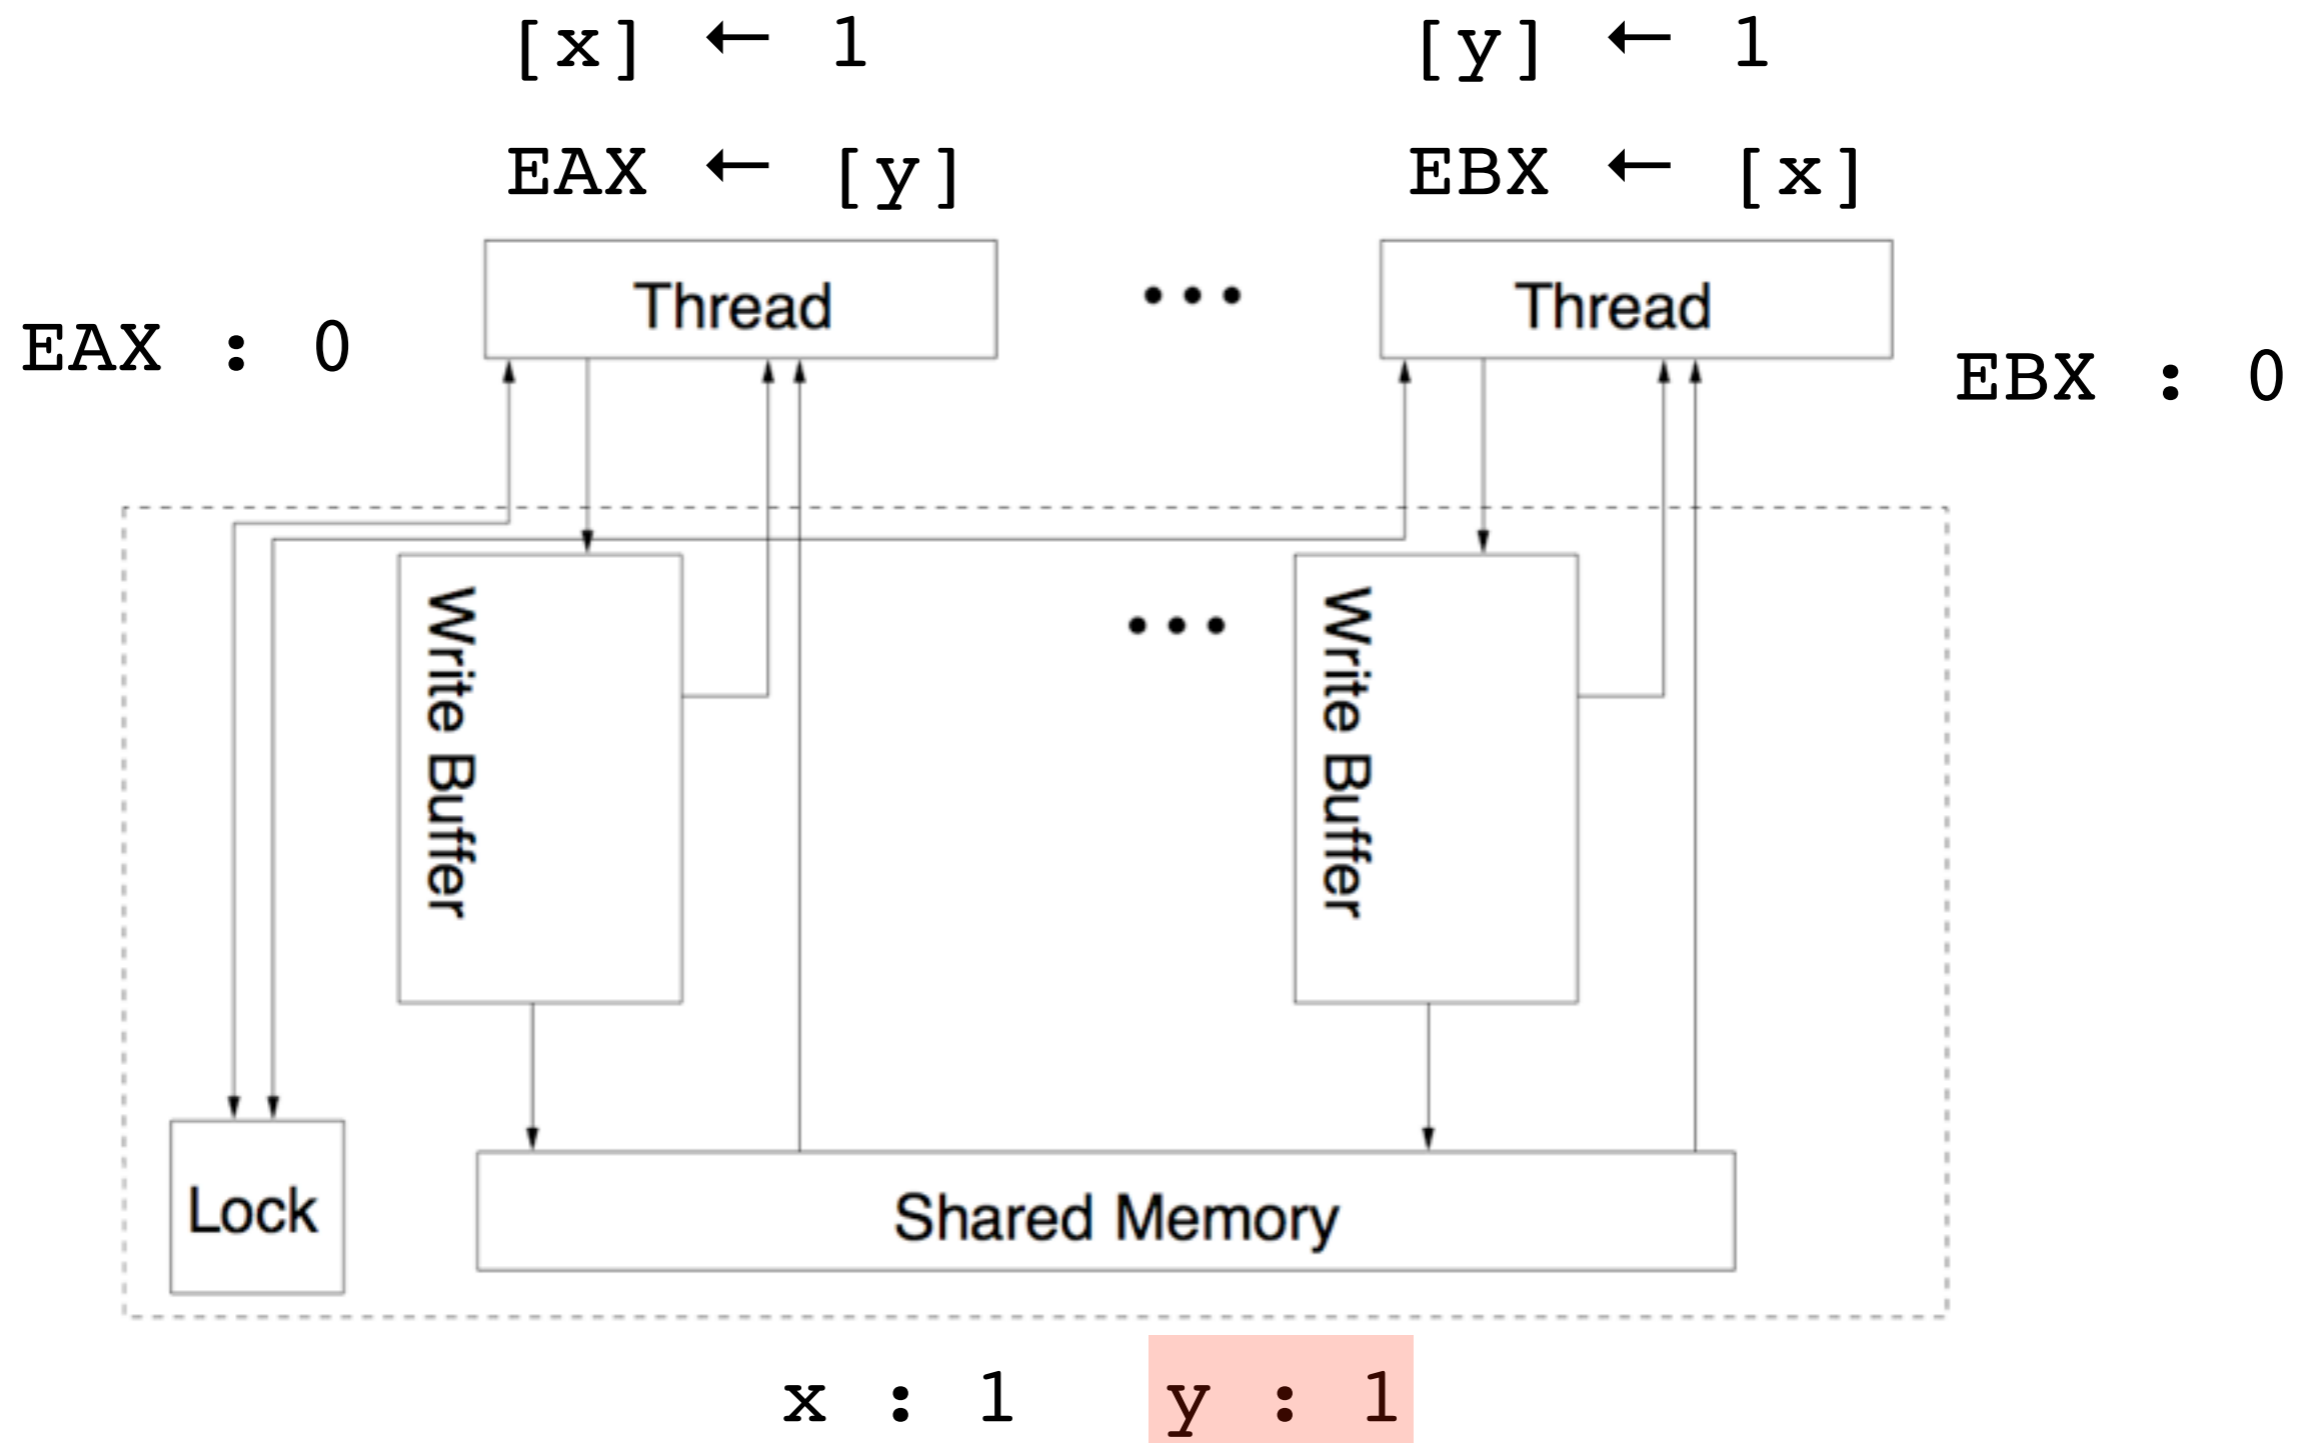 [x] ← 1
[y] ← 1
EAX ← [y]
EBX ← [x]
Thread
...
Thread
EAX : 0
EBX : 0
Write Buffer
...
Write Buffer
Lock
Shared Memory
x : 1
y : 1